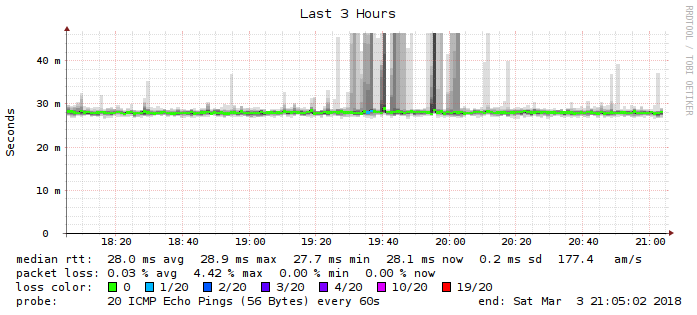 Last 3 Hours
RRDTOOL / TOBI OETIKER
Seconds
40 m
30 m
20 m
10 m
0
18:20 18:40 19:00 19:20 19:40 20:00 20:20 20:40 21:00
median rtt: 28.0 ms avg 28.9 ms max 27.7 ms min 28.1 ms now 0.2 ms sd 177.4 am/s
packet loss: 0.03 % avg 4.42 % max 0.00 % min 0.00 % now
loss color: 0 1/20 2/20 3/20 4/20 10/20 19/20
probe: 20 ICMP Echo Pings (56 Bytes) every 60s end: Sat Mar 3 21:05:02 2018